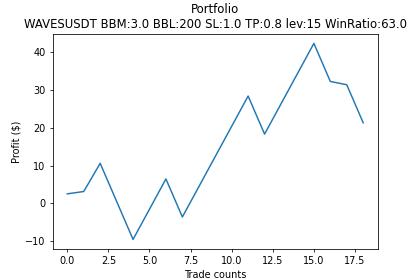 Portfolio
WAVESUSDT BBM:3.0 BBL:200 SL:1.0 TP:0.8 lev:15 WinRatio:63.0
40
30
20
10
0
−10
Profit ($)
0.0 2.5 5.0 7.5 10.0 12.5 15.0 17.5
Trade counts